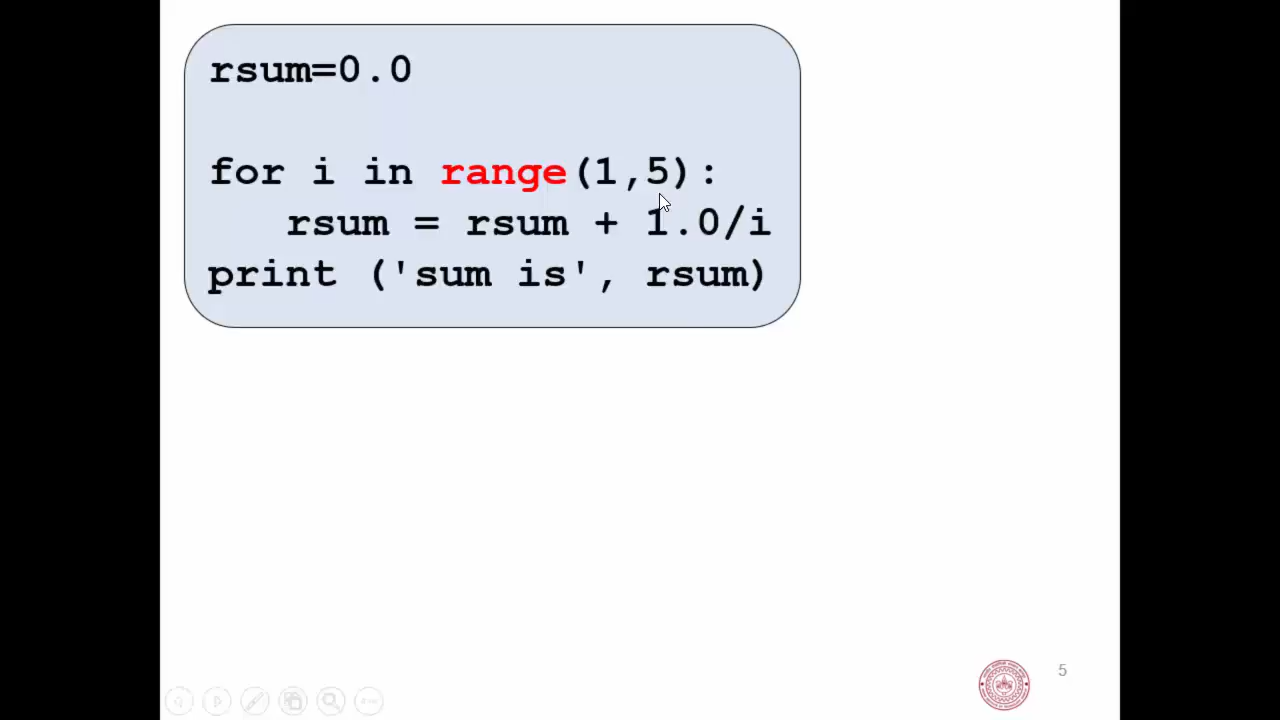 rsum=0.0
for i in range(1,5):
   rsum = rsum + 1.0/i
print ('sum is', rsum)
5